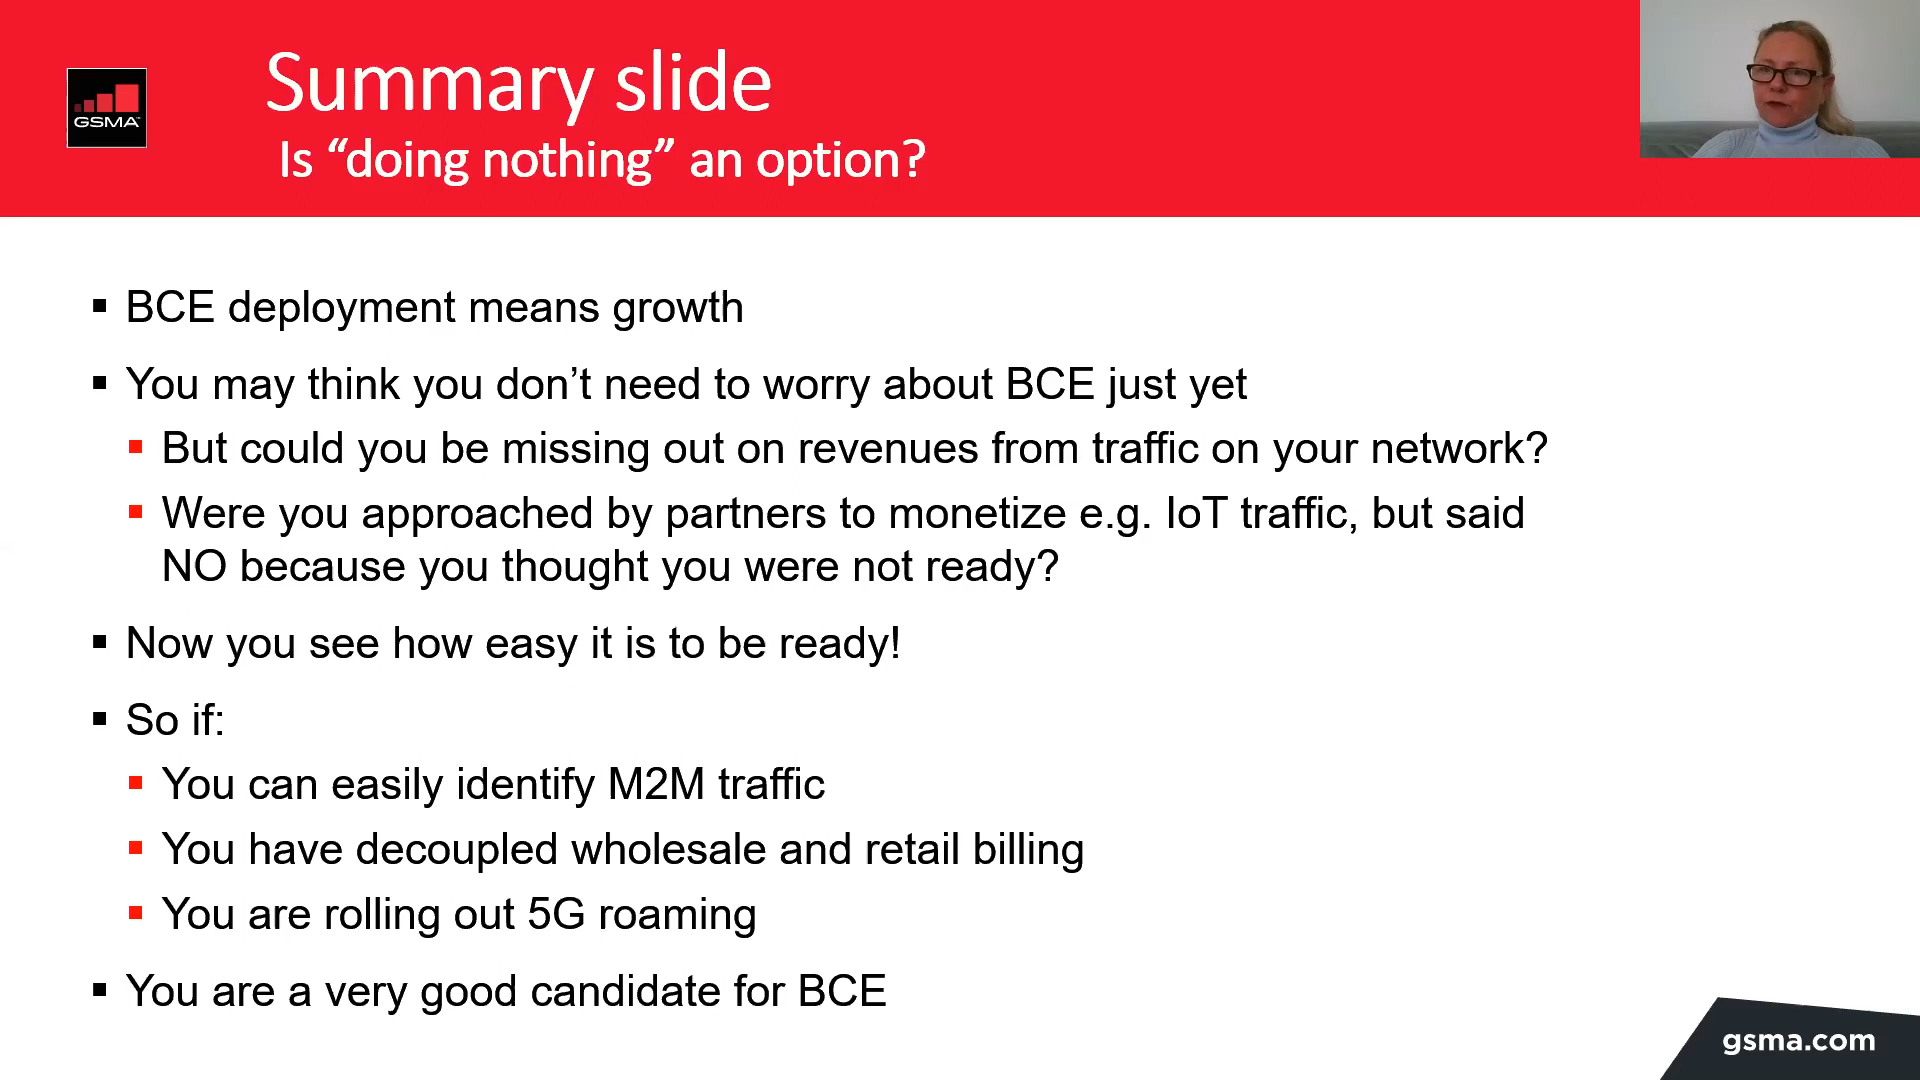 GSMA™
Summary slide
Is “doing nothing” an option?
▪ BCE deployment means growth
▪ You may think you don’t need to worry about BCE just yet
▪ But could you be missing out on revenues from traffic on your network?
▪ Were you approached by partners to monetize e.g. IoT traffic, but said
NO because you thought you were not ready?
▪ Now you see how easy it is to be ready!
▪ So if:
▪ You can easily identify M2M traffic
▪ You have decoupled wholesale and retail billing
▪ You are rolling out 5G roaming
▪ You are a very good candidate for BCE
gsma.com